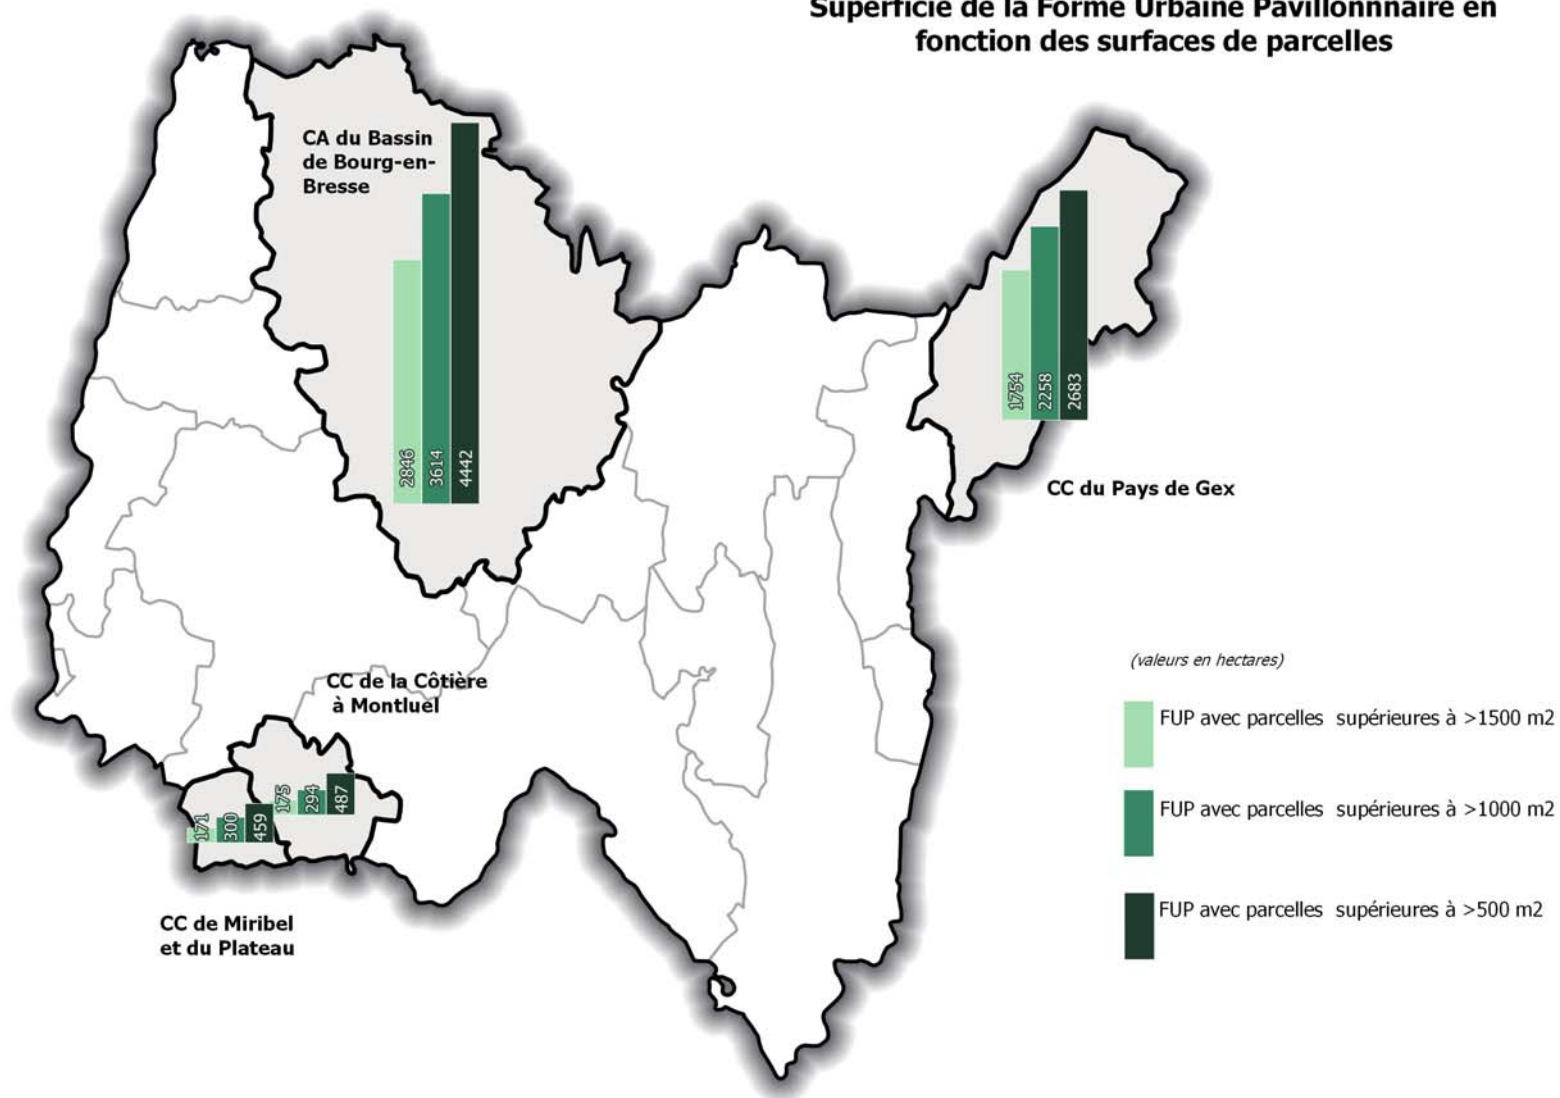 Superficie de la Forme Urbaine Pavillonnnaire en
fonction des surfaces de parcelles
CA du Bassin
de Bourg-en-
Bresse
2846
3614
4442
1754
2258
2683
CC du Pays de Gex
CC de la Côtière
à Montluel
175
294
487
171
300
459
CC de Miribel
et du Plateau
(valeurs en hectares)
FUP avec parcelles supérieures à >1500 m2
FUP avec parcelles supérieures à >1000 m2
FUP avec parcelles supérieures à >500 m2